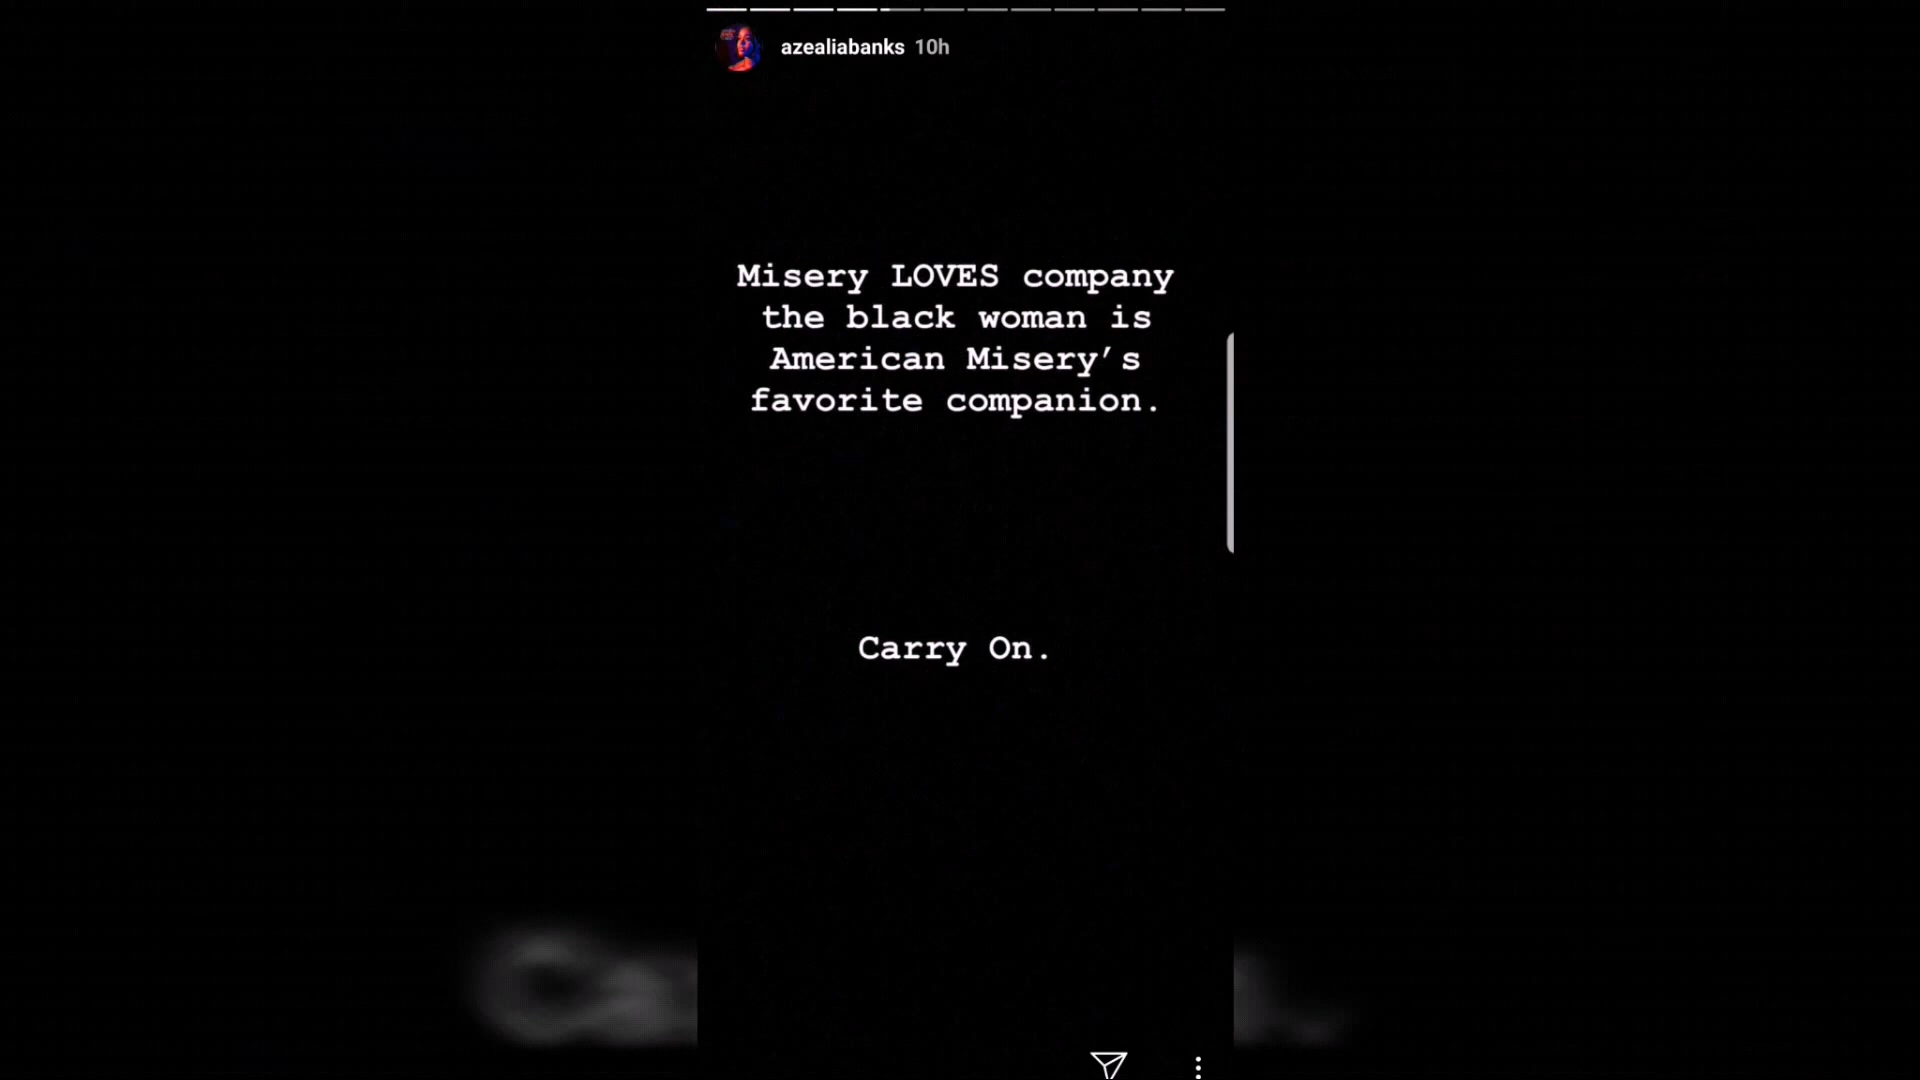 azealiabanks 10h
Misery LOVES company
the black woman is
American Misery’s
favorite companion.
Carry On.